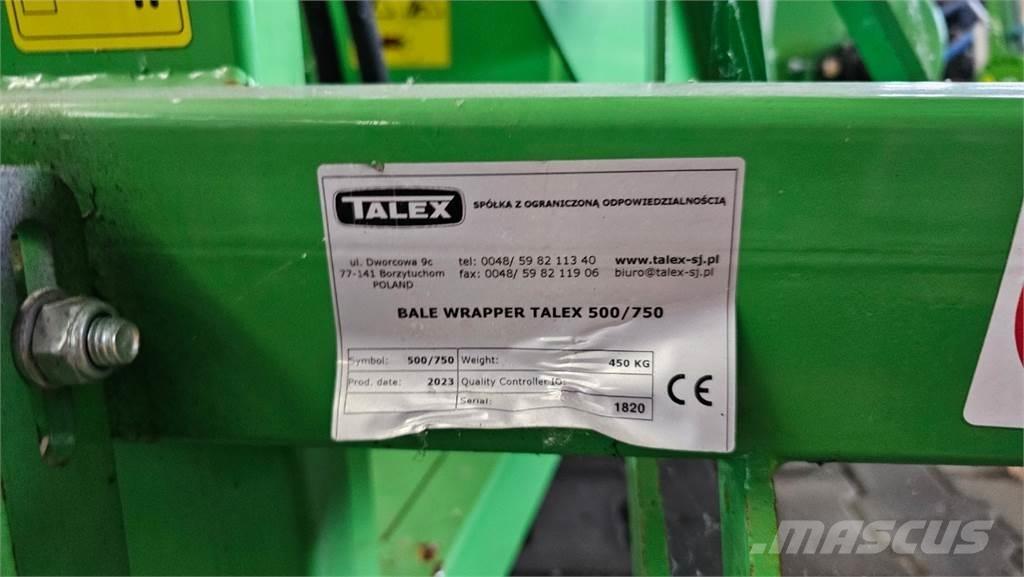 TALEX SPÓŁKA Z OGRANICZONĄ ODPOWIEDZIALNOŚCIĄ
ul. Dworcowa 9c tel: 0048/ 59 82 113 40 www.talex-sj.pl
77-141 Borzytuchom fax: 0048/ 59 82 119 06 biuro@talex-sj.pl
POLAND
BALE WRAPPER TALEX 500/750
Symbol: 500/750 Weight: 450 KG
Prod. date: 2023 Quality Controller ID:
Serial: 1820
CE
MASCUS